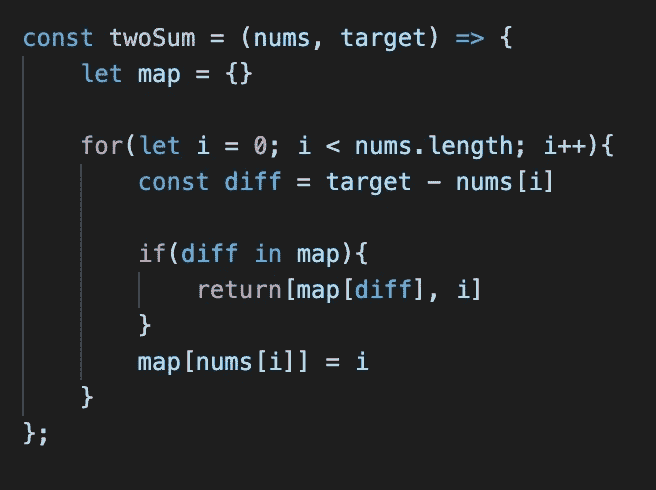 const twoSum = (nums, target) => {
    let map = {}

    for(let i = 0; i < nums.length; i++){
        const diff = target - nums[i]

        if(diff in map){
            return[map[diff], i]
        }
        map[nums[i]] = i
    }
};